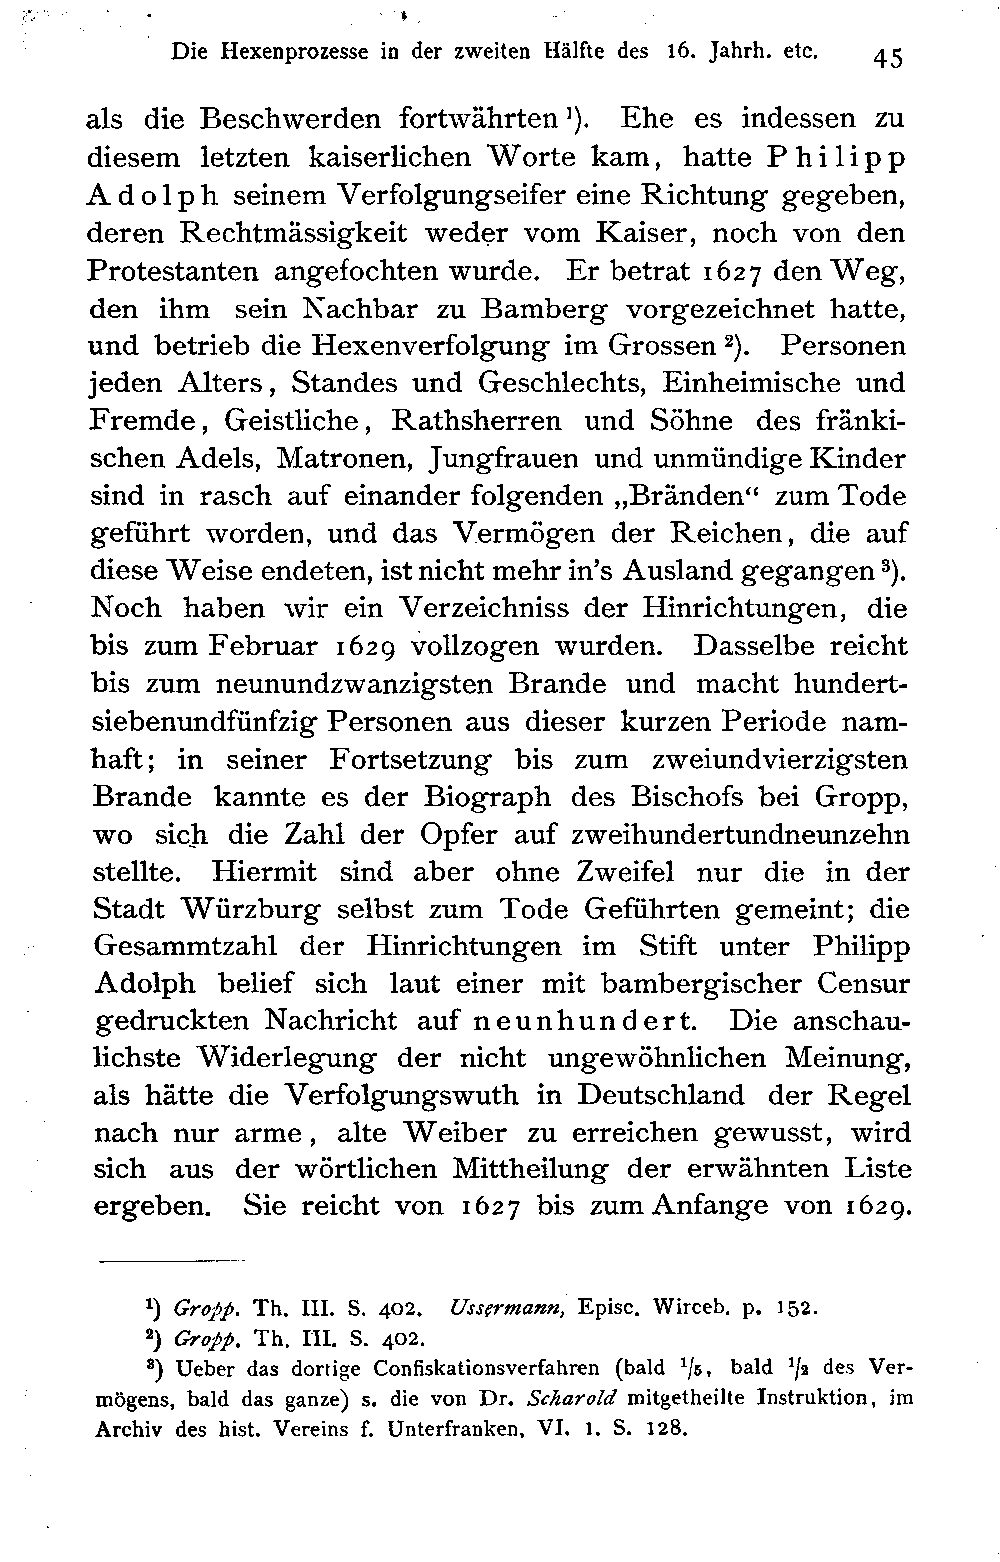 Die Hexenprozesse in der zweiten Hälfte des 16. Jahrh. etc. 45
als die Beschwerden fortwährten ¹). Ehe es indessen zu
diesem letzten kaiserlichen Worte kam, hatte Philipp
Adolph seinem Verfolgungseifer eine Richtung gegeben,
deren Rechtmässigkeit weder vom Kaiser, noch von den
Protestanten angefochten wurde. Er betrat 1627 den Weg,
den ihm sein Nachbar zu Bamberg vorgezeichnet hatte,
und betrieb die Hexenverfolgung im Grossen ²). Personen
jeden Alters, Standes und Geschlechts, Einheimische und
Fremde, Geistliche, Rathsherren und Söhne des fränki-
schen Adels, Matronen, Jungfrauen und unmündige Kinder
sind in rasch auf einander folgenden „Bränden“ zum Tode
geführt worden, und das Vermögen der Reichen, die auf
diese Weise endeten, ist nicht mehr in's Ausland gegangen ³).
Noch haben wir ein Verzeichniss der Hinrichtungen, die
bis zum Februar 1629 vollzogen wurden. Dasselbe reicht
bis zum neunundzwanzigsten Brande und macht hundert-
siebenundfünfzig Personen aus dieser kurzen Periode nam-
haft; in seiner Fortsetzung bis zum zweiundvierzigsten
Brande kannte es der Biograph des Bischofs bei Gropp,
wo sich die Zahl der Opfer auf zweihundertundneunzehn
stellte. Hiermit sind aber ohne Zweifel nur die in der
Stadt Würzburg selbst zum Tode Geführten gemeint; die
Gesammtzahl der Hinrichtungen im Stift unter Philipp
Adolph belief sich laut einer mit bambergischer Censur
gedruckten Nachricht auf neunhundert. Die anschau-
lichste Widerlegung der nicht ungewöhnlichen Meinung,
als hätte die Verfolgungswuth in Deutschland der Regel
nach nur arme, alte Weiber zu erreichen gewusst, wird
sich aus der wörtlichen Mittheilung der erwähnten Liste
ergeben. Sie reicht von 1627 bis zum Anfange von 1629.
¹) Gropp. Th. III. S. 402. Ussermann, Episc. Wirceb. p. 152.
²) Gropp. Th. III. S. 402.
³) Ueber das dortige Confiskationsverfahren (bald 1/5, bald 1/2 des Ver-
mögens, bald das ganze) s. die von Dr. Scharold mitgetheilte Instruktion, im
Archiv des hist. Vereins f. Unterfranken, VI. 1. S. 128.